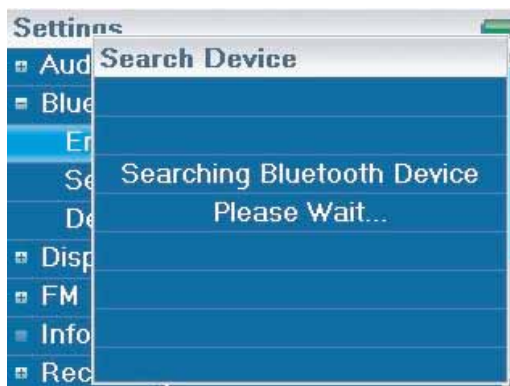 Settings
Search Device
Aud
Blue
Searching Bluetooth Device
Please Wait...
Disp
FM
Info
Rec